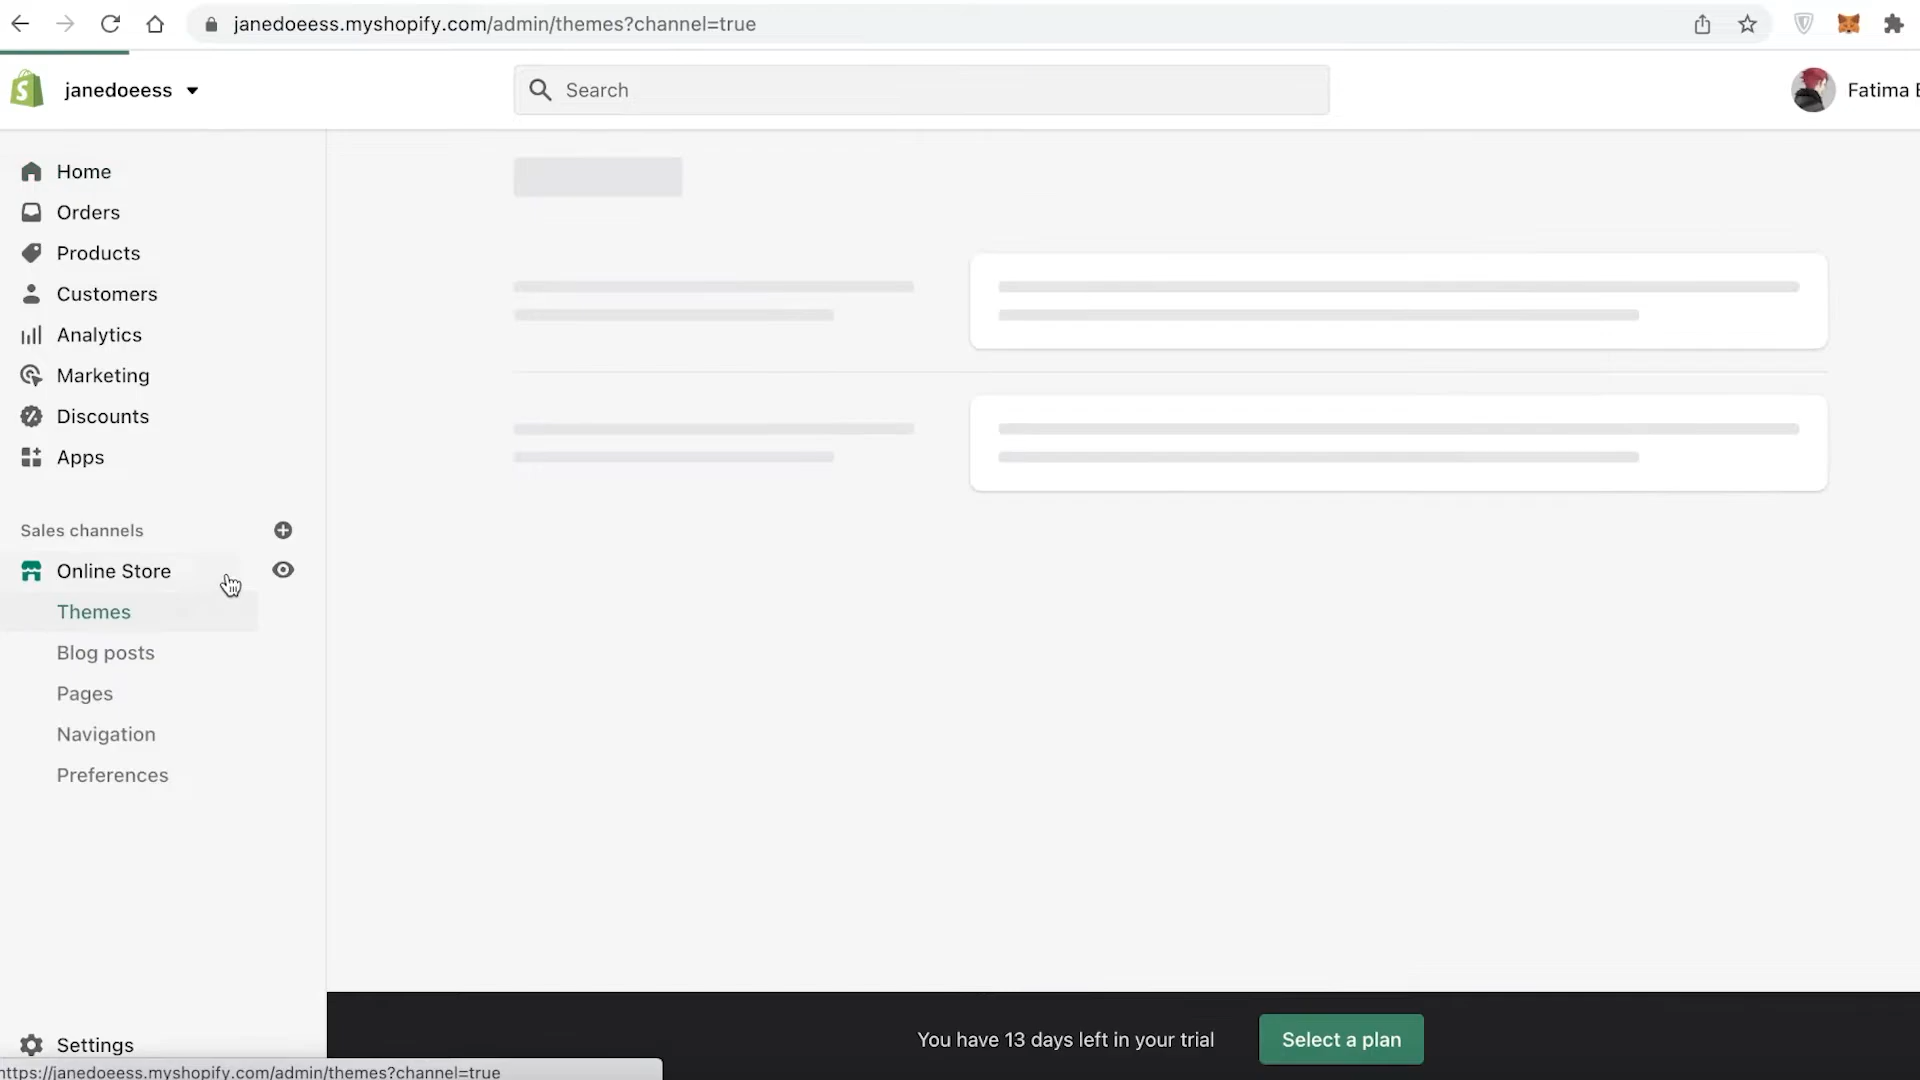 janedoeess.myshopify.com/admin/themes?channel=true
janedoeess
Search
Fatima
Home
Orders
Products
Customers
Analytics
Marketing
Discounts
Apps
Sales channels
Online Store
Themes
Blog posts
Pages
Navigation
Preferences
Settings
You have 13 days left in your trial
Select a plan
https://janedoeess.myshopify.com/admin/themes?channel=true